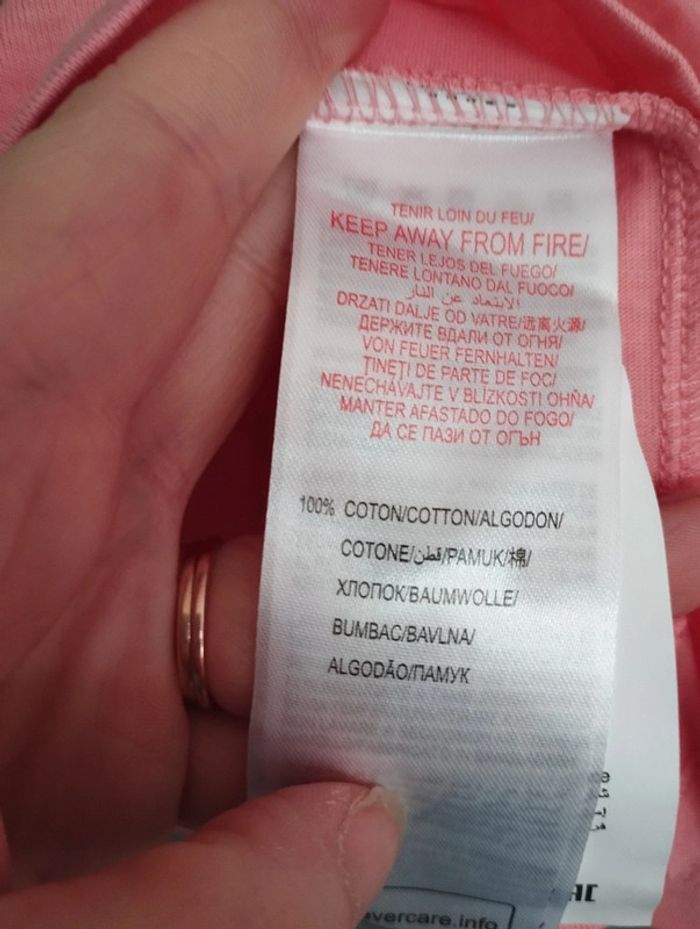 TENIR LOIN DU FEU/
KEEP AWAY FROM FIRE/
TENER LEJOS DEL FUEGO/
TENERE LONTANO DAL FUOCO/
الابتعاد عن النار
DRZATI DALJE OD VATRE/远离火源/
ДЕРЖИТЕ ВДАЛИ ОТ ОГНЯ/
VON FEUER FERNHALTEN/
ȚINEȚI DE PARTE DE FOC/
NENECHÁVAJTE V BLÍZKOSTI OHŇA/
MANTER AFASTADO DO FOGO/
ДА СЕ ПАЗИ ОТ ОГЪН
100% COTON/COTTON/ALGODON/
COTONE/قطن/PAMUK/棉/
ХЛОПОК/BAUMWOLLE/
BUMBAC/BAVLNA/
ALGODÃO/ПАМУК
vercare.info